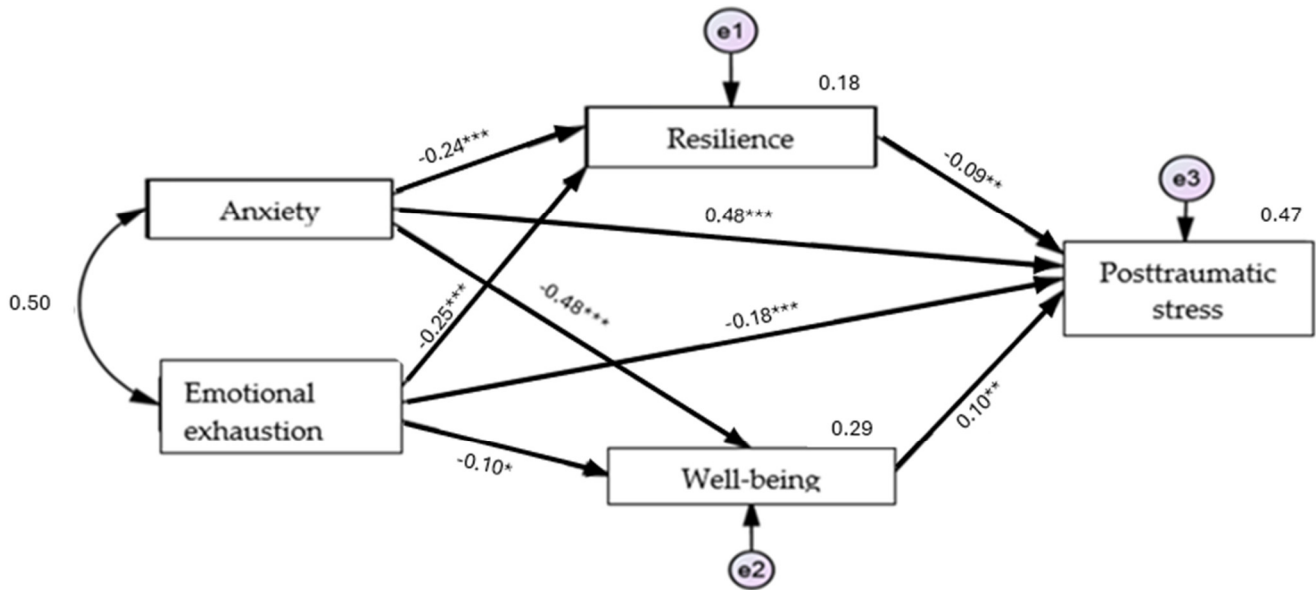 e1
0.18
Resilience
-0.24***
-0.09**
e3
Anxiety
0.48***
0.47
Posttraumatic
stress
0.50
-0.25***
-0.48***
-0.18***
Emotional
exhaustion
0.10**
0.29
-0.10*
Well-being
e2